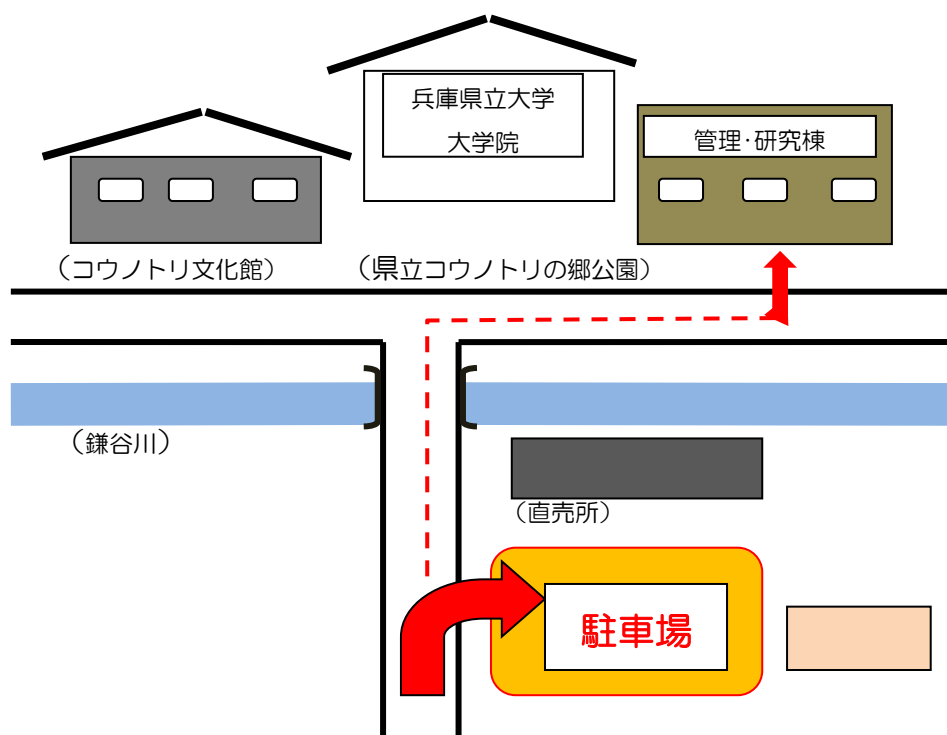 兵庫県立大学
大学院
管理・研究棟
（コウノトリ文化館）
（県立コウノトリの郷公園）
（鎌谷川）
（直売所）
駐車場